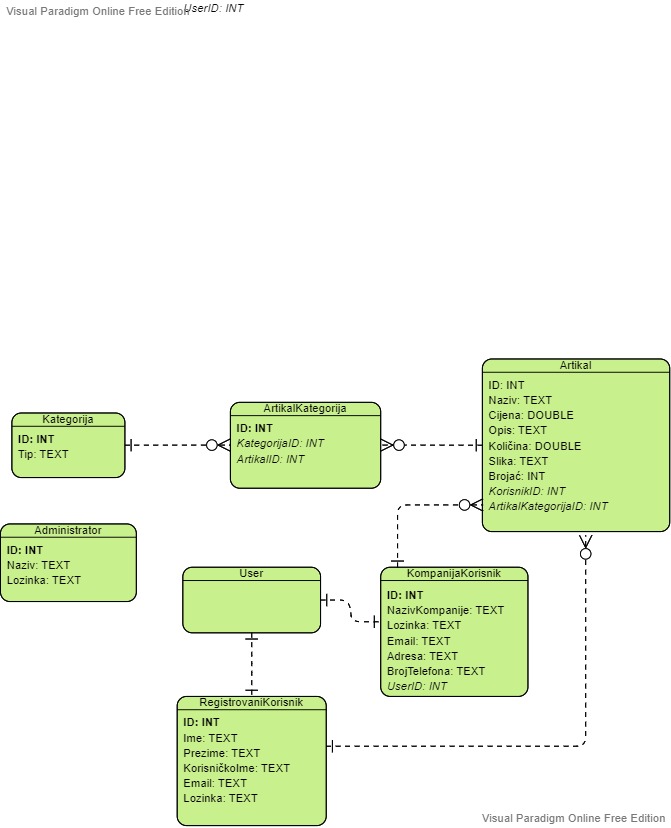 Visual Paradigm Online Free Edition
UserID: INT
Artikal
ID: INT
Naziv: TEXT
Cijena: DOUBLE
Opis: TEXT
Količina: DOUBLE
Slika: TEXT
Brojač: INT
KorisnikID: INT
ArtikalKategorijaID: INT
ArtikalKategorija
ID: INT
KategorijaID: INT
ArtikalID: INT
Kategorija
ID: INT
Tip: TEXT
Administrator
ID: INT
Naziv: TEXT
Lozinka: TEXT
User
KompanijaKorisnik
ID: INT
NazivKompanije: TEXT
Lozinka: TEXT
Email: TEXT
Adresa: TEXT
BrojTelefona: TEXT
UserID: INT
RegistrovaniKorisnik
ID: INT
Ime: TEXT
Prezime: TEXT
KorisničkoIme: TEXT
Email: TEXT
Lozinka: TEXT
Visual Paradigm Online Free Edition